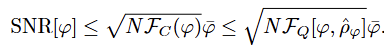 SNR[φ] ≤ √(N𝓕_C(φ)) φ̄ ≤ √(N𝓕_Q[φ, ρ̂_φ]) φ̄.